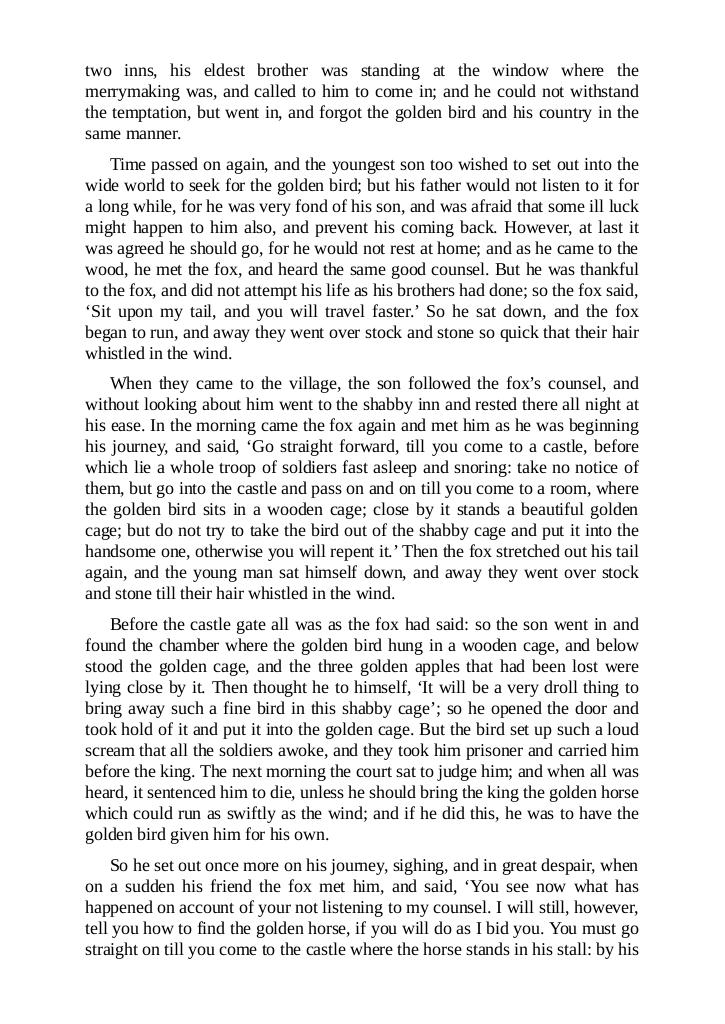 two inns, his eldest brother was standing at the window where the
merrymaking was, and called to him to come in; and he could not withstand
the temptation, but went in, and forgot the golden bird and his country in the
same manner.
Time passed on again, and the youngest son too wished to set out into the
wide world to seek for the golden bird; but his father would not listen to it for
a long while, for he was very fond of his son, and was afraid that some ill luck
might happen to him also, and prevent his coming back. However, at last it
was agreed he should go, for he would not rest at home; and as he came to the
wood, he met the fox, and heard the same good counsel. But he was thankful
to the fox, and did not attempt his life as his brothers had done; so the fox said,
‘Sit upon my tail, and you will travel faster.’ So he sat down, and the fox
began to run, and away they went over stock and stone so quick that their hair
whistled in the wind.
When they came to the village, the son followed the fox’s counsel, and
without looking about him went to the shabby inn and rested there all night at
his ease. In the morning came the fox again and met him as he was beginning
his journey, and said, ‘Go straight forward, till you come to a castle, before
which lie a whole troop of soldiers fast asleep and snoring: take no notice of
them, but go into the castle and pass on and on till you come to a room, where
the golden bird sits in a wooden cage; close by it stands a beautiful golden
cage; but do not try to take the bird out of the shabby cage and put it into the
handsome one, otherwise you will repent it.’ Then the fox stretched out his tail
again, and the young man sat himself down, and away they went over stock
and stone till their hair whistled in the wind.
Before the castle gate all was as the fox had said: so the son went in and
found the chamber where the golden bird hung in a wooden cage, and below
stood the golden cage, and the three golden apples that had been lost were
lying close by it. Then thought he to himself, ‘It will be a very droll thing to
bring away such a fine bird in this shabby cage’; so he opened the door and
took hold of it and put it into the golden cage. But the bird set up such a loud
scream that all the soldiers awoke, and they took him prisoner and carried him
before the king. The next morning the court sat to judge him; and when all was
heard, it sentenced him to die, unless he should bring the king the golden horse
which could run as swiftly as the wind; and if he did this, he was to have the
golden bird given him for his own.
So he set out once more on his journey, sighing, and in great despair, when
on a sudden his friend the fox met him, and said, ‘You see now what has
happened on account of your not listening to my counsel. I will still, however,
tell you how to find the golden horse, if you will do as I bid you. You must go
straight on till you come to the castle where the horse stands in his stall: by his